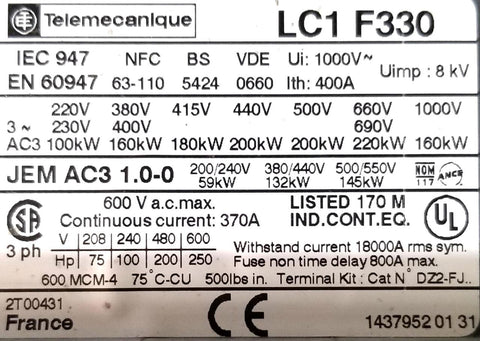 Telemecanique LC1 F330
IEC 947 NFC BS VDE Ui: 1000V~
EN 60947 63-110 5424 0660 Ith: 400A Uimp : 8 kV
220V 380V 415V 440V 500V 660V 1000V
3 ~ 230V 400V 690V
AC3 100kW 160kW 180kW 200kW 200kW 220kW 160kW
JEM AC3 1.0-0 200/240V 380/440V 500/550V NOM ANCE
59kW 132kW 145kW 117
600 V a.c.max. LISTED 170 M
Continuous current: 370A IND.CONT.EQ.
SA UL
3 ph V 208 240 480 600 Withstand current 18000A rms sym.
Hp 75 100 200 250 Fuse non time delay 800A max.
600 MCM-4 75°C-CU 500lbs in. Terminal Kit : Cat N° DZ2-FJ..
2T00431
France CE 1437952 01 31